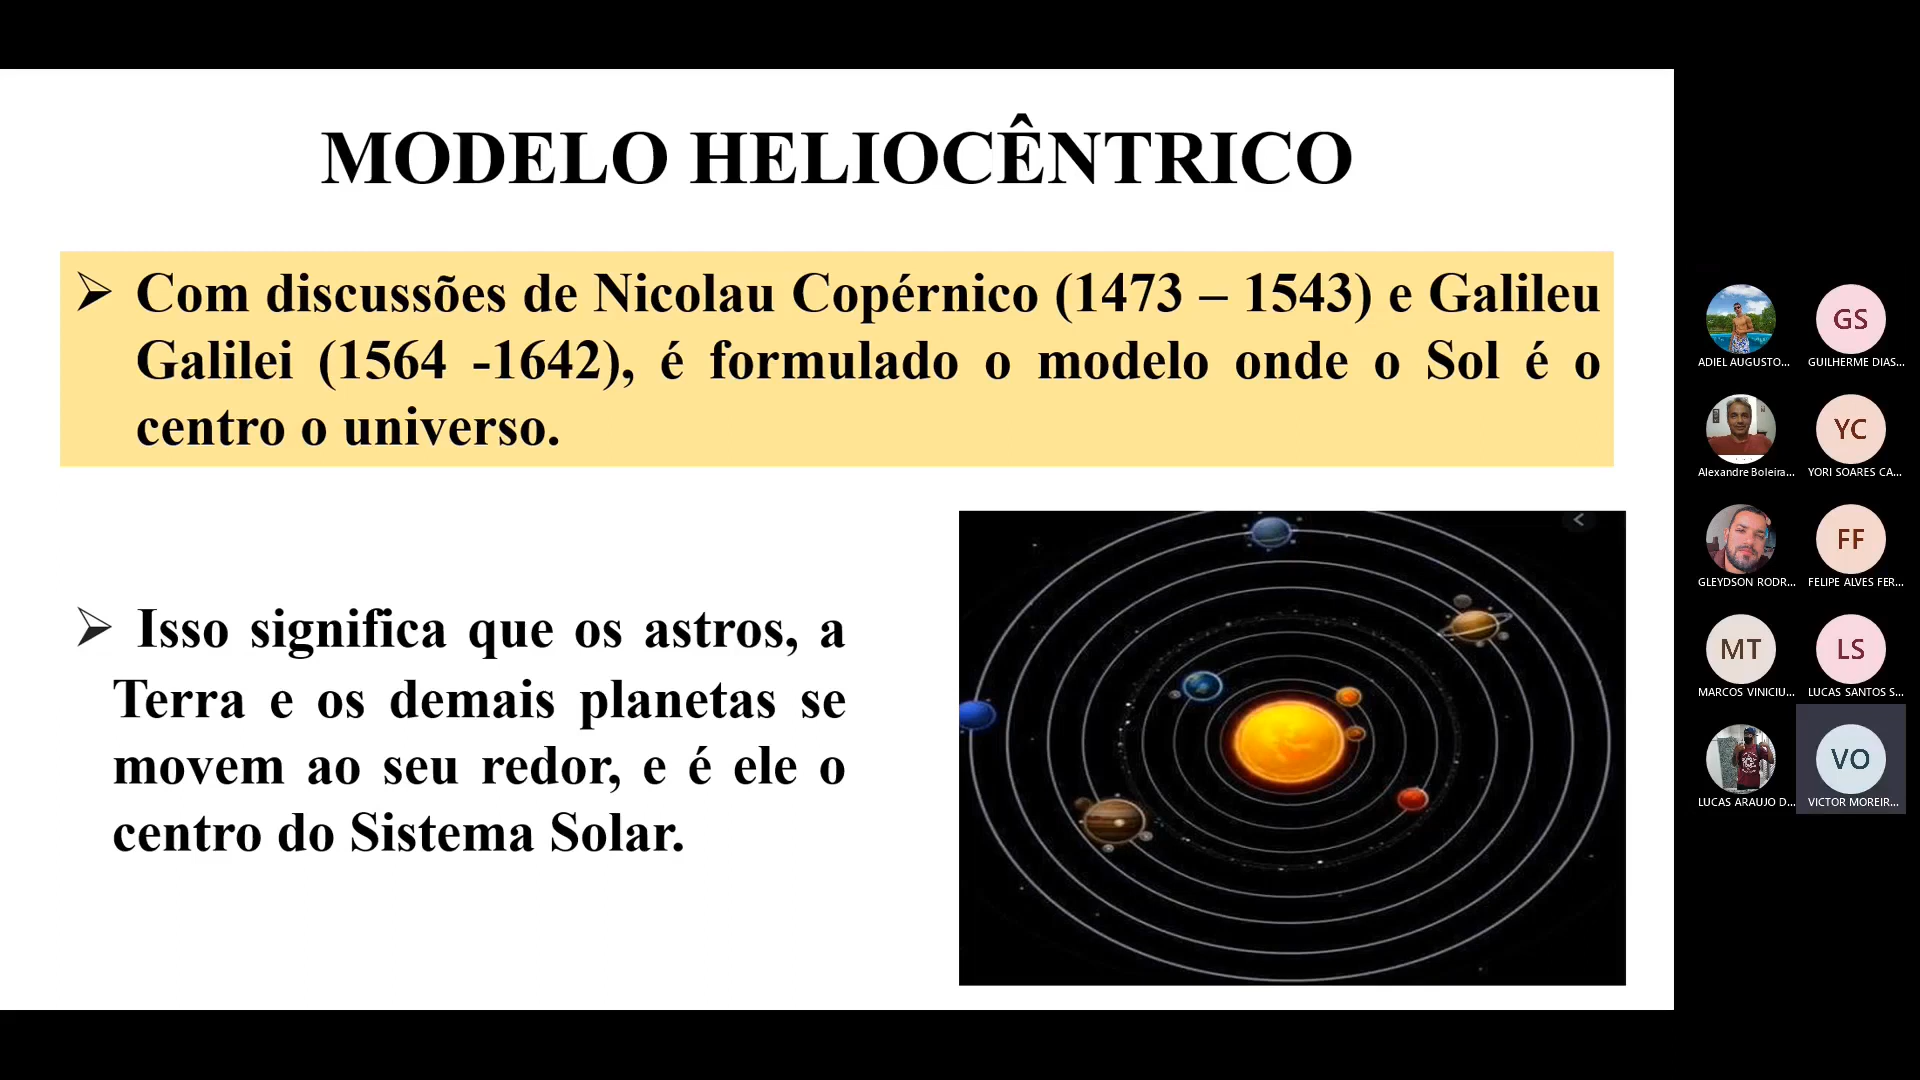 MODELO HELIOCÊNTRICO
➢ Com discussões de Nicolau Copérnico (1473 – 1543) e Galileu
Galilei (1564 -1642), é formulado o modelo onde o Sol é o
centro o universo.
➢ Isso significa que os astros, a
Terra e os demais planetas se
movem ao seu redor, e é ele o
centro do Sistema Solar.
GS
ADIEL AUGUSTO... GUILHERME DIAS...
YC
Alexandre Boleira... YORI SOARES CA...
FF
GLEYDSON RODR... FELIPE ALVES FER...
MT LS
MARCOS VINICIU... LUCAS SANTOS S...
VO
LUCAS ARAUJO D... VICTOR MOREIR...